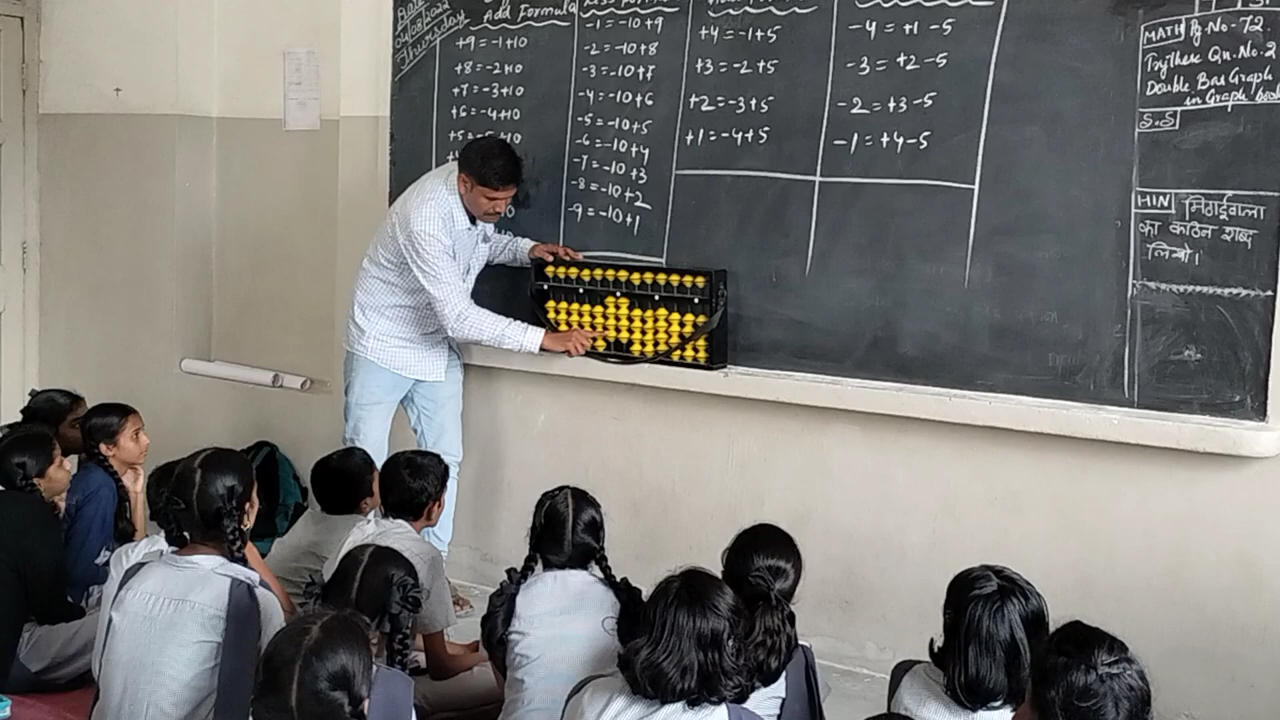 Thursday
Add Formula
+9=-1+10
+8=-2+10
+7=-3+10
+6=-4+10
-1=-10+9
-2=-10+8
-3=-10+7
-4=-10+6
-5=-10+5
-6=-10+4
-7=-10+3
-8=-10+2
-9=-10+1
+4=-1+5
+3=-2+5
+2=-3+5
+1=-4+5
-4=+1-5
-3=+2-5
-2=+3-5
-1=+4-5
MATH Pg.No-72.
Try these Qn.No.2
Double Bar Graph
in Graph book
S.S
HIN मिठाईवाला
का कठिन शब्द
लिखो।